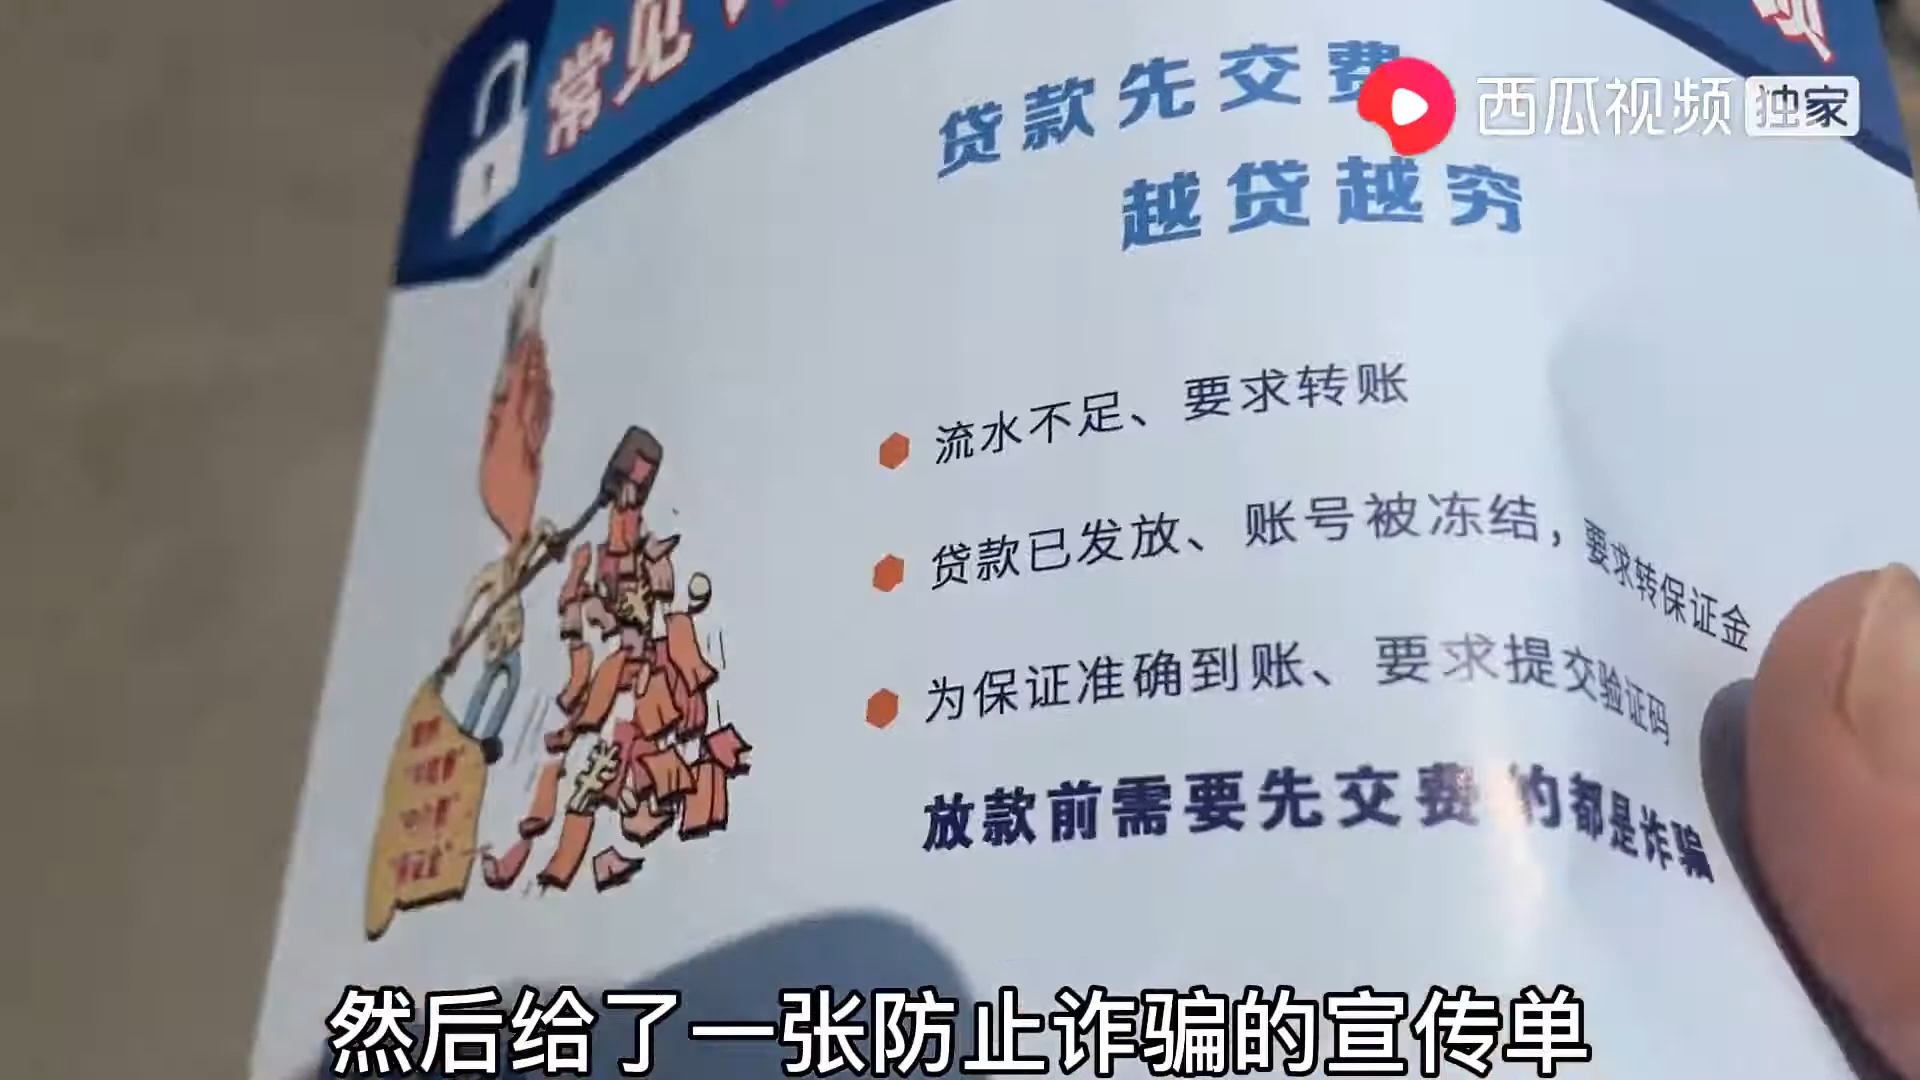 常见
贷款先交费
西瓜视频 独家
越贷越穷
流水不足、要求转账
贷款已发放、账号被冻结，要求转保证金
为保证准确到账、要求提交验证码
放款前需要先交费的都是诈骗
然后给了一张防止诈骗的宣传单